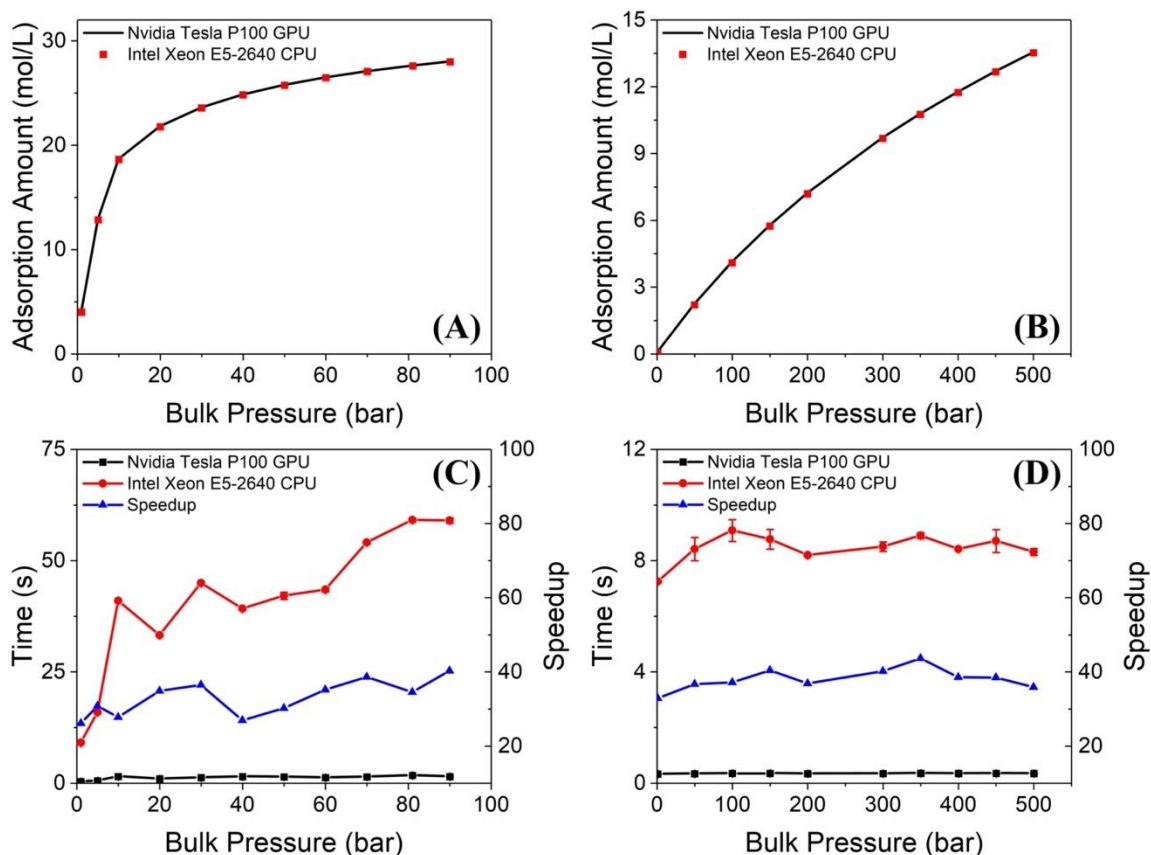 Nvidia Tesla P100 GPU
Intel Xeon E5-2640 CPU
Adsorption Amount (mol/L)
30
20
10
0
0 20 40 60 80 100
Bulk Pressure (bar)
(A)
Nvidia Tesla P100 GPU
Intel Xeon E5-2640 CPU
Adsorption Amount (mol/L)
15
12
9
6
3
0
0 100 200 300 400 500
Bulk Pressure (bar)
(B)
Nvidia Tesla P100 GPU
Intel Xeon E5-2640 CPU
Speedup
(C)
Time (s)
75
50
25
0
0 20 40 60 80 100
Bulk Pressure (bar)
100
80
60
40
20
Speedup
Nvidia Tesla P100 GPU
Intel Xeon E5-2640 CPU
Speedup
(D)
Time (s)
12
8
4
0
0 100 200 300 400 500
Bulk Pressure (bar)
100
80
60
40
20
Speedup